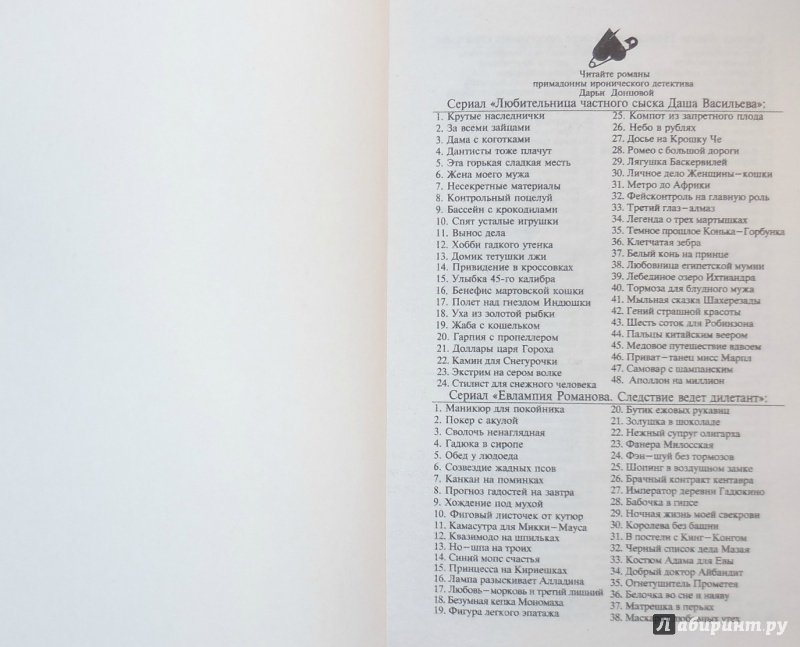 Читайте романы
примадонны иронического детектива
Дарьи Донцовой
Сериал «Любительница частного сыска Даша Васильева»:
1. Крутые наследнички
2. За всеми зайцами
3. Дама с коготками
4. Дантисты тоже плачут
5. Эта горькая сладкая месть
6. Жена моего мужа
7. Несекретные материалы
8. Контрольный поцелуй
9. Бассейн с крокодилами
10. Спят усталые игрушки
11. Вынос дела
12. Хобби гадкого утенка
13. Домик тетушки лжи
14. Привидение в кроссовках
15. Улыбка 45-го калибра
16. Бенефис мартовской кошки
17. Полет над гнездом Индюшки
18. Уха из золотой рыбки
19. Жаба с кошельком
20. Гарпия с пропеллером
21. Доллары царя Гороха
22. Камин для Снегурочки
23. Экстрим на сером волке
24. Стилист для снежного человека
25. Компот из запретного плода
26. Небо в рублях
27. Досье на Крошку Че
28. Ромео с большой дороги
29. Лягушка Баскервилей
30. Личное дело Женщины-кошки
31. Метро до Африки
32. Фейсконтроль на главную роль
33. Третий глаз-алмаз
34. Легенда о трех мартышках
35. Темное прошлое Конька-Горбунка
36. Клетчатая зебра
37. Белый конь на принце
38. Любовница египетской мумии
39. Лебединое озеро Ихтиандра
40. Тормоза для блудного мужа
41. Мыльная сказка Шахерезады
42. Гений страшной красоты
43. Шесть соток для Робинзона
44. Пальцы китайским веером
45. Медовое путешествие вдвоем
46. Приват-танец мисс Марпл
47. Самовар с шампанским
48. Аполлон на миллион
Сериал «Евлампия Романова. Следствие ведет дилетант»:
1. Маникюр для покойника
2. Покер с акулой
3. Сволочь ненаглядная
4. Гадюка в сиропе
5. Обед у людоеда
6. Созвездие жадных псов
7. Канкан на поминках
8. Прогноз гадостей на завтра
9. Хождение под мухой
10. Фиговый листочек от кутюр
11. Камасутра для Микки-Мауса
12. Квазимодо на шпильках
13. Но-шпа на троих
14. Синий мопс счастья
15. Принцесса на Кириешках
16. Лампа разыскивает Алладина
17. Любовь-морковь и третий лишний
18. Безумная кепка Мономаха
19. Фигура легкого эпатажа
20. Бутик ежовых рукавиц
21. Золушка в шоколаде
22. Нежный супруг олигарха
23. Фанера Милосская
24. Фэн-шуй без тормозов
25. Шопинг в воздушном замке
26. Брачный контракт кентавра
27. Император деревни Гадюкино
28. Бабочка в гипсе
29. Ночная жизнь моей свекрови
30. Королева без башни
31. В постели с Кинг-Конгом
32. Черный список дела Мазая
33. Костюм Адама для Евы
34. Добрый доктор Айбандит
35. Огнетушитель Прометея
36. Белочка во сне и наяву
37. Матрешка в перьях
38. Маска утех
Лабиринт.ру